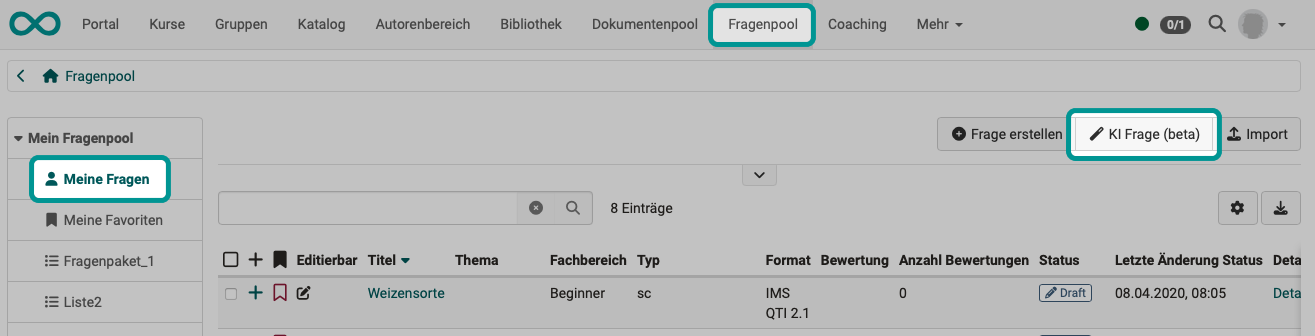 Portal Kurse Gruppen Katalog Autorenbereich Bibliothek Dokumentenpool Fragenpool Coaching Mehr 0/1
Fragenpool
Mein Fragenpool
Frage erstellen KI Frage (beta) Import
Meine Fragen
Meine Favoriten
8 Einträge
Fragenpaket_1
Editierbar Titel Thema Fachbereich Typ Format Bewertung Anzahl Bewertungen Status Letzte Änderung Status Deta
Liste2
Weizensorte Beginner sc IMS QTI 2.1 0 Draft 08.04.2020, 08:05 Deta